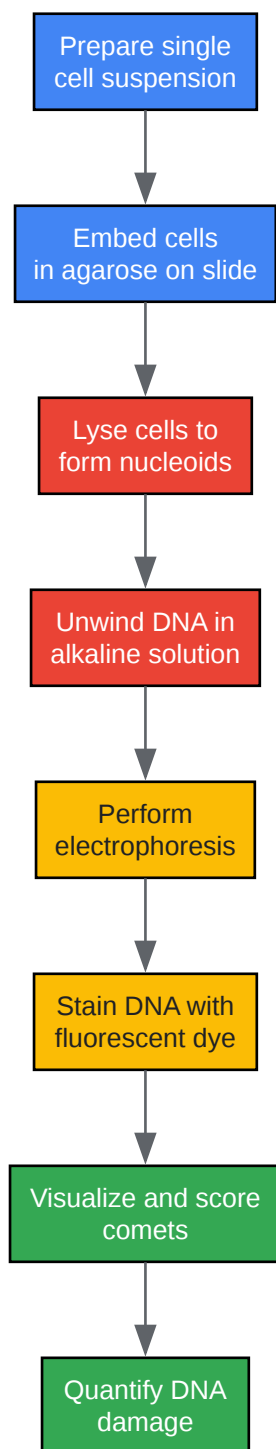 Prepare single
cell suspension
Embed cells
in agarose on slide
Lyse cells to
form nucleoids
Unwind DNA in
alkaline solution
Perform
electrophoresis
Stain DNA with
fluorescent dye
Visualize and score
comets
Quantify DNA
damage